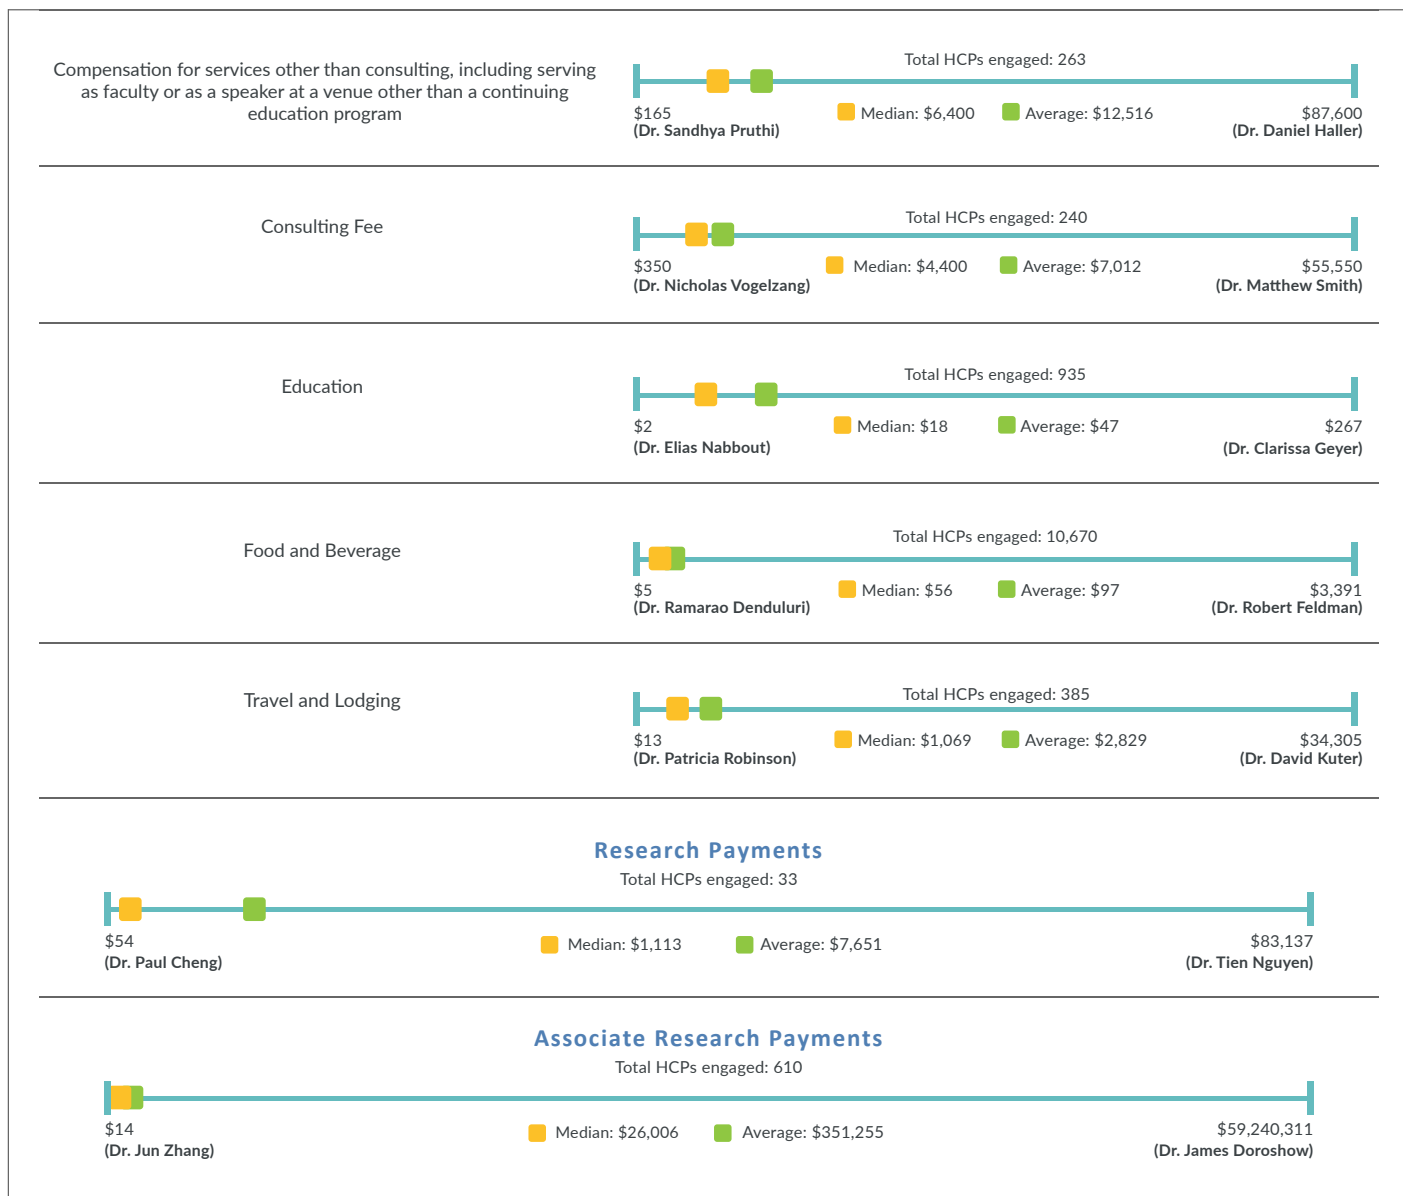 Compensation for services other than consulting, including serving
as faculty or as a speaker at a venue other than a continuing
education program
Total HCPs engaged: 263
$165
(Dr. Sandhya Pruthi)
Median: $6,400
Average: $12,516
$87,600
(Dr. Daniel Haller)
Consulting Fee
Total HCPs engaged: 240
$350
(Dr. Nicholas Vogelzang)
Median: $4,400
Average: $7,012
$55,550
(Dr. Matthew Smith)
Education
Total HCPs engaged: 935
$2
(Dr. Elias Nabbout)
Median: $18
Average: $47
$267
(Dr. Clarissa Geyer)
Food and Beverage
Total HCPs engaged: 10,670
$5
(Dr. Ramarao Denduluri)
Median: $56
Average: $97
$3,391
(Dr. Robert Feldman)
Travel and Lodging
Total HCPs engaged: 385
$13
(Dr. Patricia Robinson)
Median: $1,069
Average: $2,829
$34,305
(Dr. David Kuter)
Research Payments
Total HCPs engaged: 33
$54
(Dr. Paul Cheng)
Median: $1,113
Average: $7,651
$83,137
(Dr. Tien Nguyen)
Associate Research Payments
Total HCPs engaged: 610
$14
(Dr. Jun Zhang)
Median: $26,006
Average: $351,255
$59,240,311
(Dr. James Doroshow)